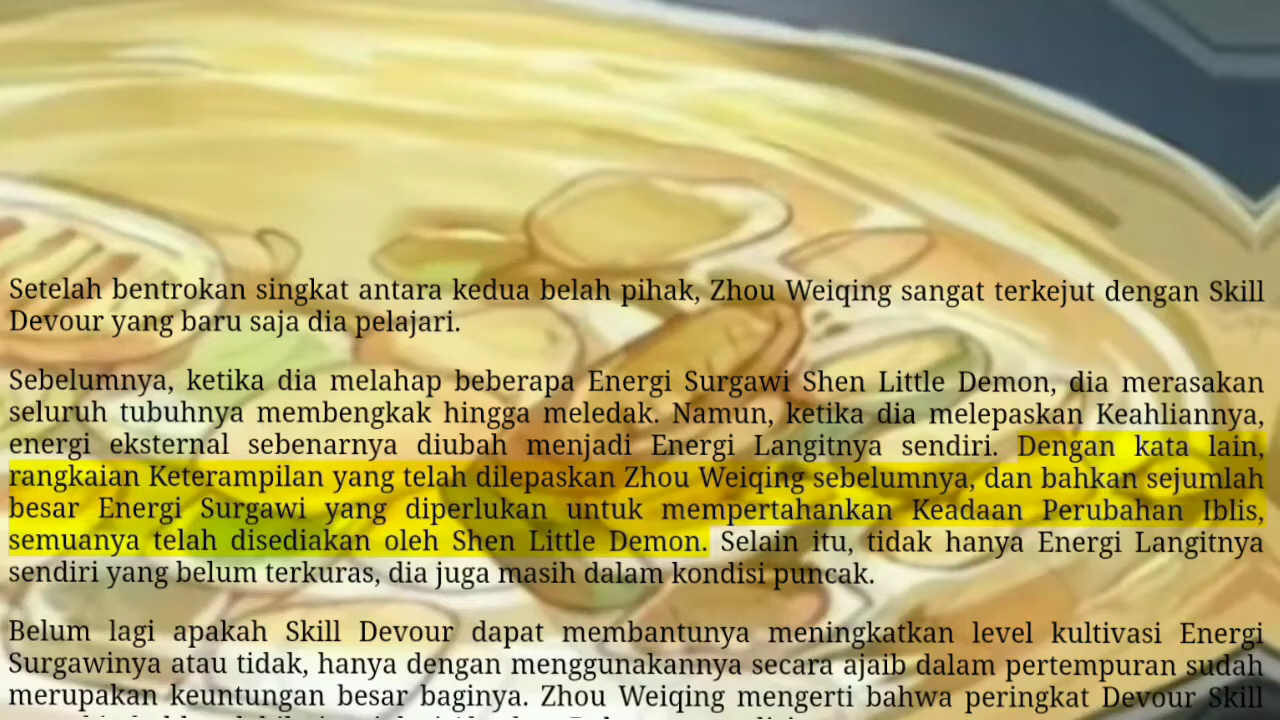 Setelah bentrokan singkat antara kedua belah pihak, Zhou Weiqing sangat terkejut dengan Skill
Devour yang baru saja dia pelajari.
Sebelumnya, ketika dia melahap beberapa Energi Surgawi Shen Little Demon, dia merasakan
seluruh tubuhnya membengkak hingga meledak. Namun, ketika dia melepaskan Keahliannya,
energi eksternal sebenarnya diubah menjadi Energi Langitnya sendiri. Dengan kata lain,
rangkaian Keterampilan yang telah dilepaskan Zhou Weiqing sebelumnya, dan bahkan sejumlah
besar Energi Surgawi yang diperlukan untuk mempertahankan Keadaan Perubahan Iblis,
semuanya telah disediakan oleh Shen Little Demon. Selain itu, tidak hanya Energi Langitnya
sendiri yang belum terkuras, dia juga masih dalam kondisi puncak.
Belum lagi apakah Skill Devour dapat membantunya meningkatkan level kultivasi Energi
Surgawinya atau tidak, hanya dengan menggunakannya secara ajaib dalam pertempuran sudah
merupakan keuntungan besar baginya. Zhou Weiqing mengerti bahwa peringkat Devour Skill